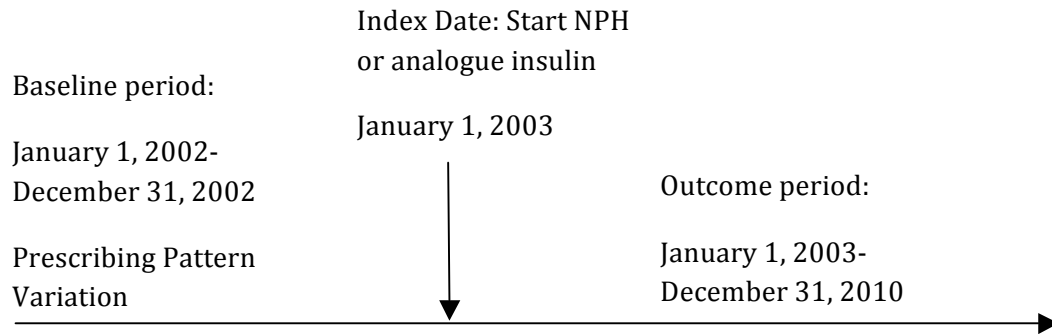 Baseline period:
January 1, 2002-
December 31, 2002
Prescribing Pattern
Variation
Index Date: Start NPH
or analogue insulin
January 1, 2003
Outcome period:
January 1, 2003-
December 31, 2010